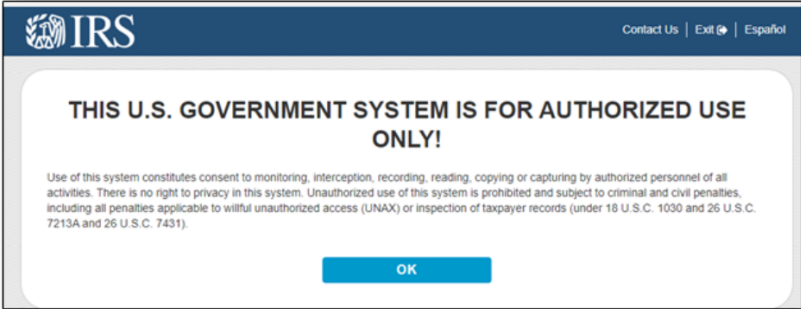 IRS
Contact Us | Exit | Español
THIS U.S. GOVERNMENT SYSTEM IS FOR AUTHORIZED USE
ONLY!
Use of this system constitutes consent to monitoring, interception, recording, reading, copying or capturing by authorized personnel of all
activities. There is no right to privacy in this system. Unauthorized use of this system is prohibited and subject to criminal and civil penalties,
including all penalties applicable to willful unauthorized access (UNAX) or inspection of taxpayer records (under 18 U.S.C. 1030 and 26 U.S.C.
7213A and 26 U.S.C. 7431).
OK